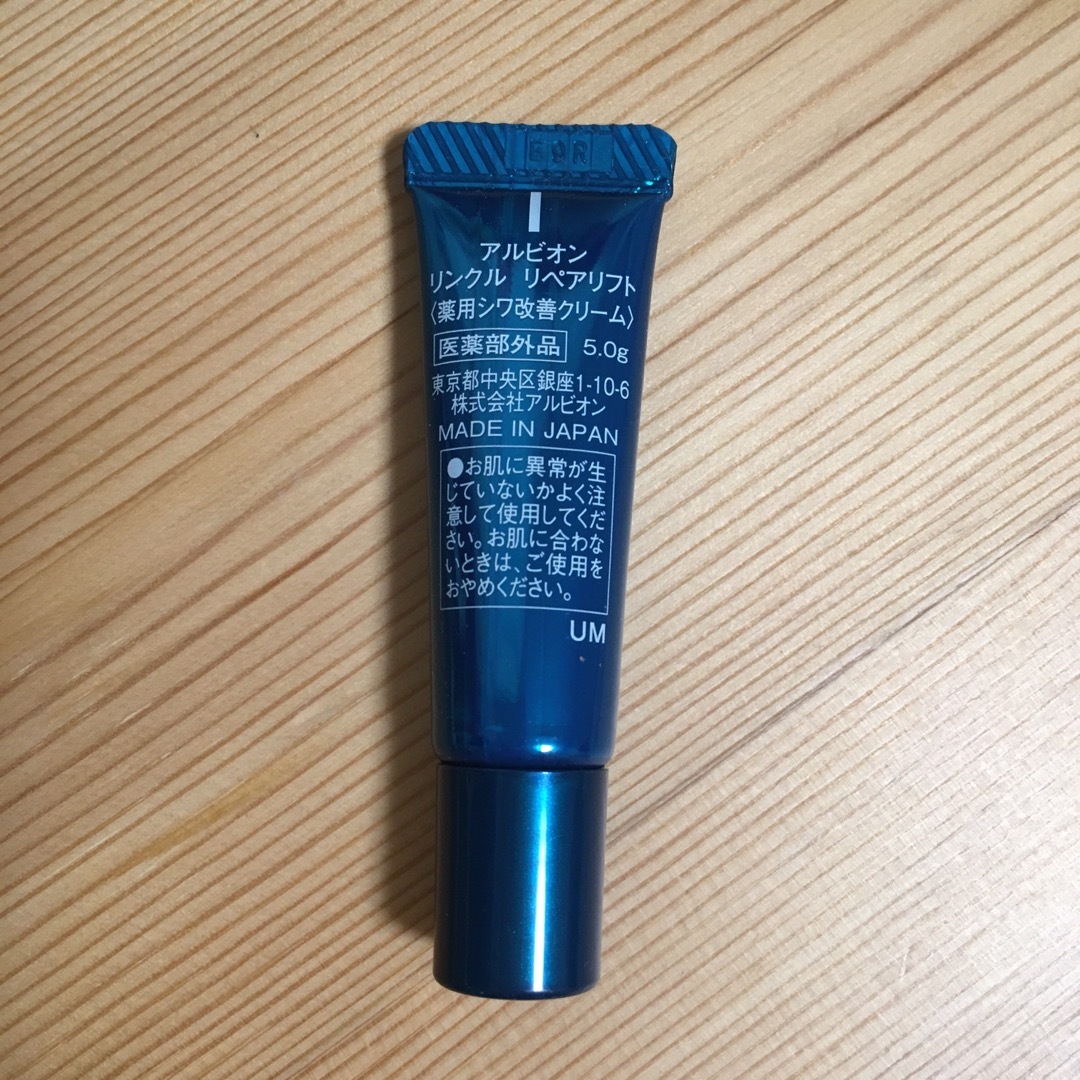 E9R
アルビオン
リンクル リペアリフト
〈薬用シワ改善クリーム〉
医薬部外品 5.0g
東京都中央区銀座1-10-6
株式会社アルビオン
MADE IN JAPAN
●お肌に異常が生
じていないかよく注
意して使用してくだ
さい。お肌に合わな
いときは、ご使用を
おやめください。
UM